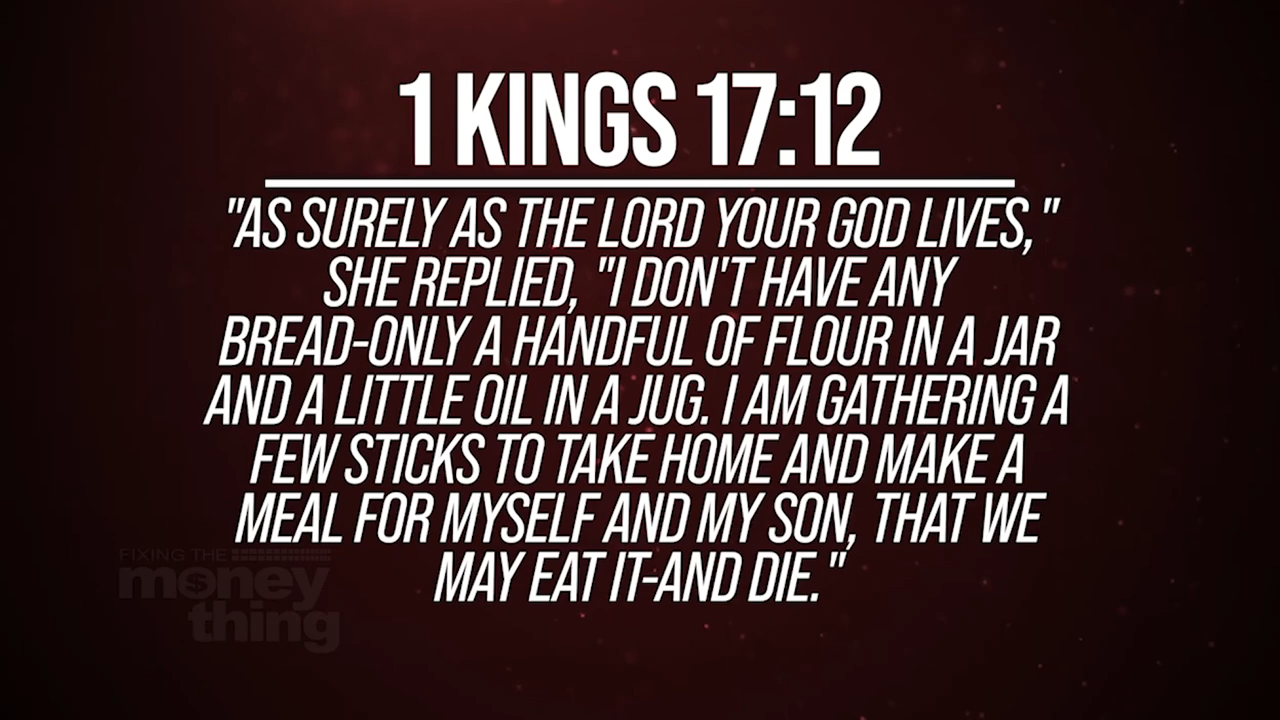 1 KINGS 17:12
"AS SURELY AS THE LORD YOUR GOD LIVES,"
SHE REPLIED, "I DON'T HAVE ANY
BREAD-ONLY A HANDFUL OF FLOUR IN A JAR
AND A LITTLE OIL IN A JUG. I AM GATHERING A
FEW STICKS TO TAKE HOME AND MAKE A
MEAL FOR MYSELF AND MY SON, THAT WE
MAY EAT IT-AND DIE."
FIXING THE
money
thing